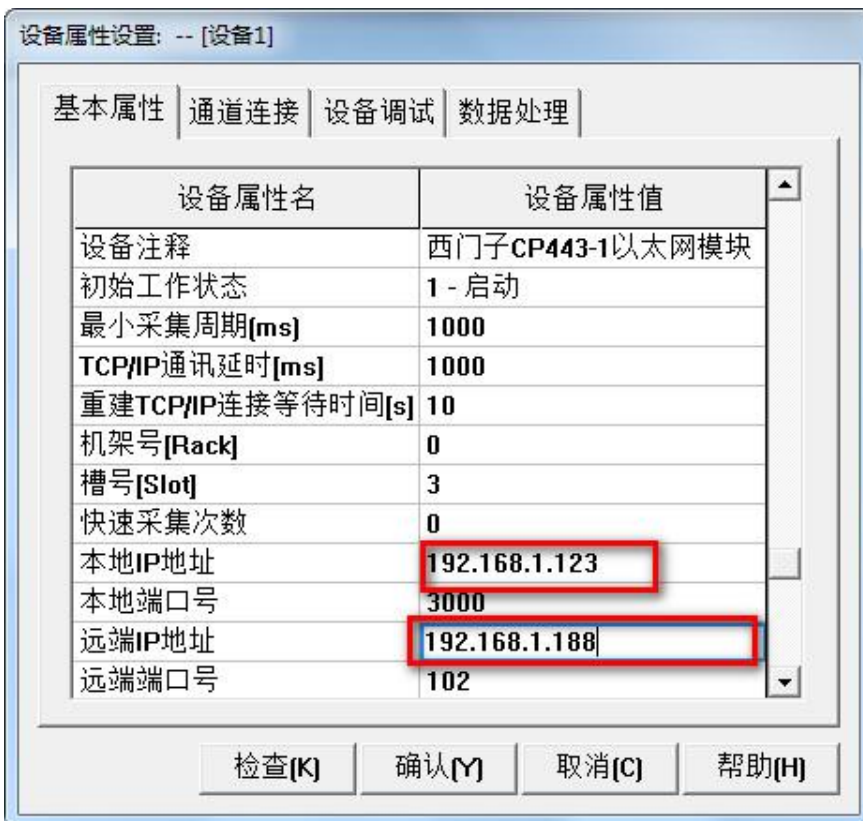 设备属性设置: -- [设备1]
基本属性 通道连接 设备调试 数据处理
设备属性名 设备属性值
设备注释 西门子CP443-1以太网模块
初始工作状态 1 - 启动
最小采集周期[ms] 1000
TCP/IP通讯延时[ms] 1000
重建TCP/IP连接等待时间[s] 10
机架号[Rack] 0
槽号[Slot] 3
快速采集次数 0
本地IP地址 192.168.1.123
本地端口号 3000
远端IP地址 192.168.1.188
远端端口号 102
检查(K) 确认(Y) 取消(C) 帮助(H)